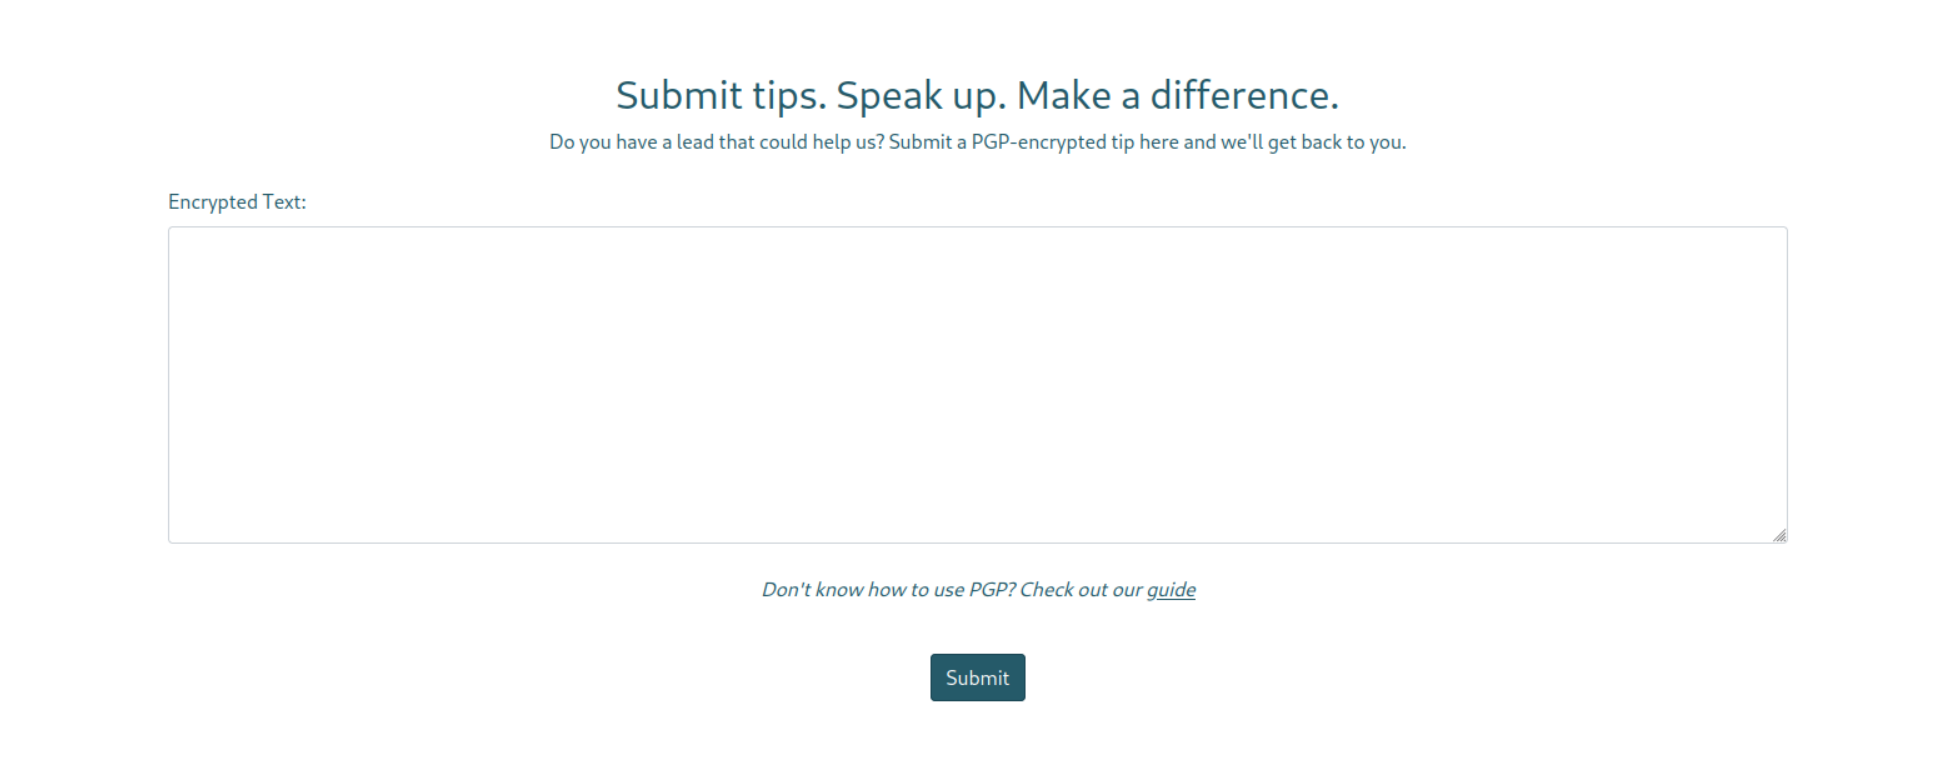 Submit tips. Speak up. Make a difference.
Do you have a lead that could help us? Submit a PGP-encrypted tip here and we'll get back to you.
Encrypted Text:
Don't know how to use PGP? Check out our guide
Submit